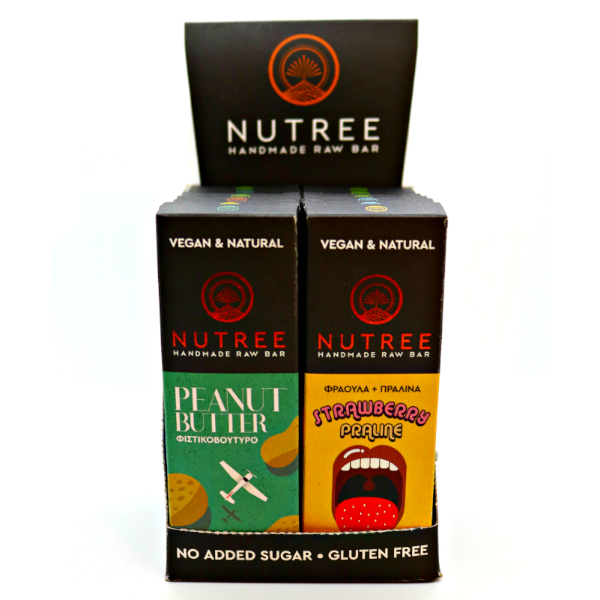 NUTREE
HANDMADE RAW BAR
VEGAN & NATURAL
NUTREE
HANDMADE RAW BAR
PEANUT
BUTTER
ΦΙΣΤΙΚΟΒΟΥΤΥΡΟ
VEGAN & NATURAL
NUTREE
HANDMADE RAW BAR
ΦΡΑΟΥΛΑ + ΠΡΑΛΙΝΑ
STRAWBERRY
PRALINE
NO ADDED SUGAR • GLUTEN FREE